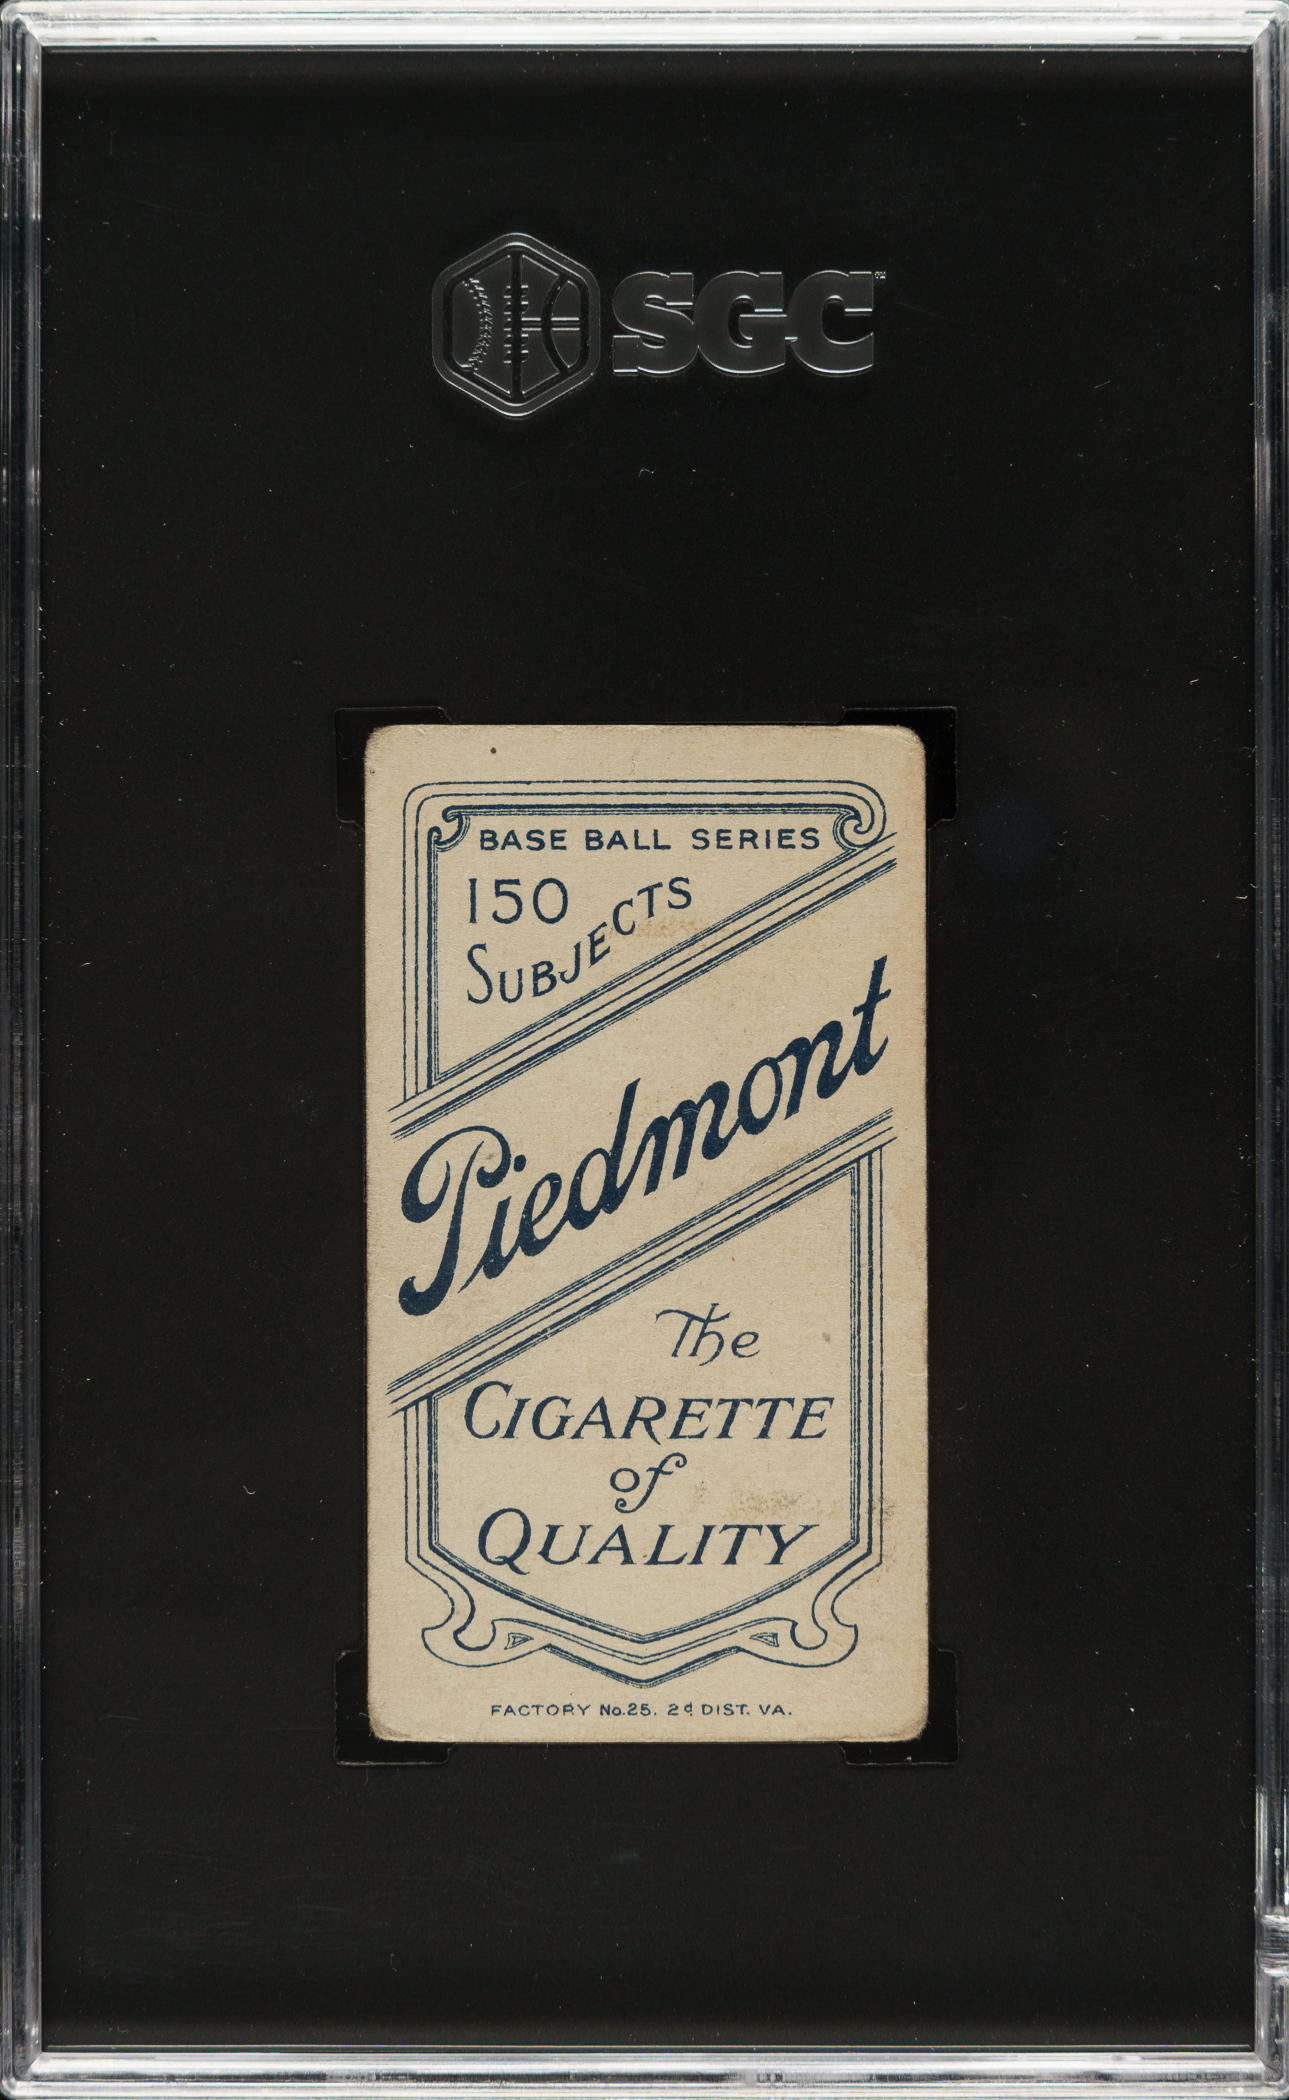 SGC
BASE BALL SERIES
150
SUBJECTS
Piedmont
The
CIGARETTE
of
QUALITY
FACTORY No.25. 2d DIST. VA.